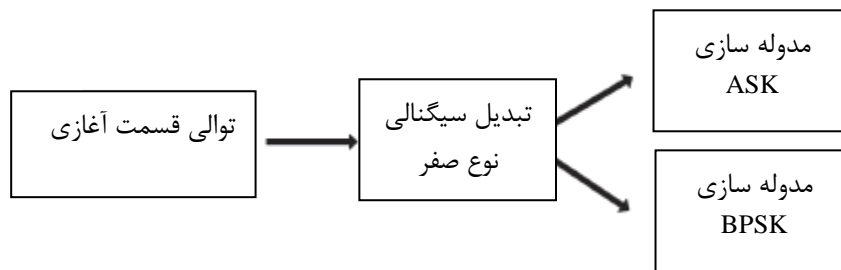 مدوله سازی
ASK
توالی قسمت آغازی
تبدیل سیگنالی
نوع صفر
مدوله سازی
BPSK